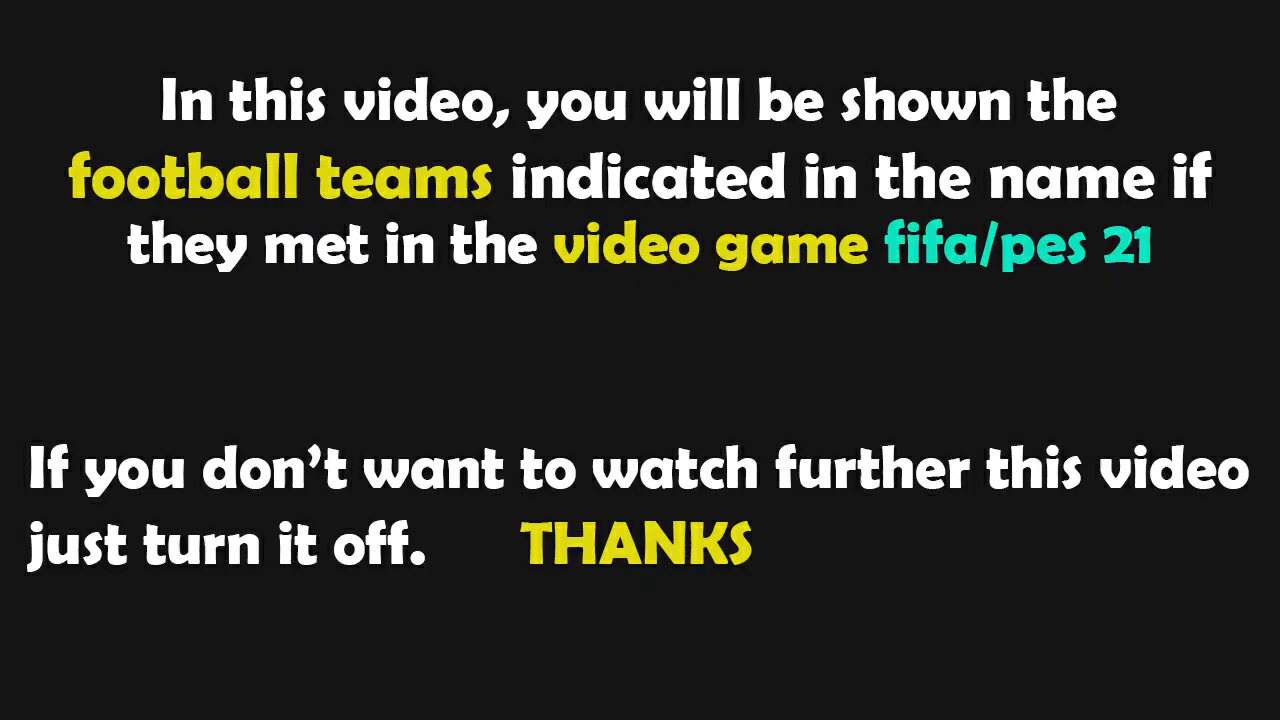 In this video, you will be shown the
football teams indicated in the name if
they met in the video game fifa/pes 21
If you don't want to watch further this video
just turn it off. THANKS